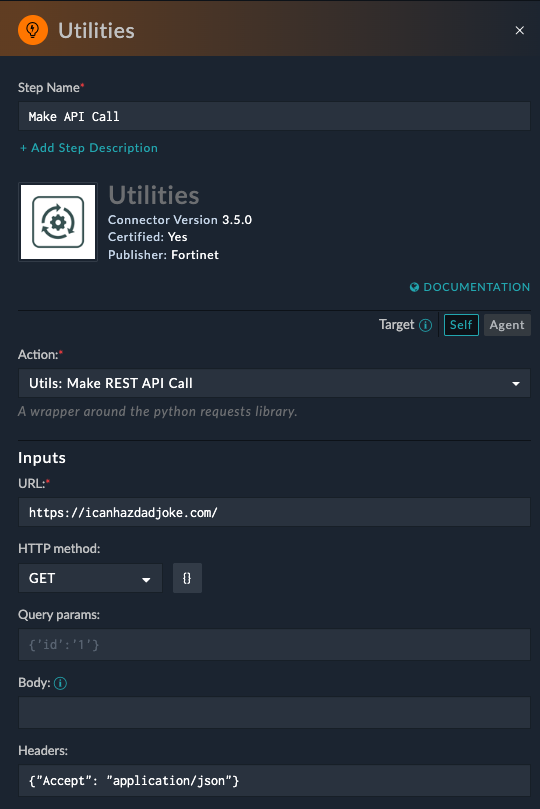 Utilities
×
Step Name*
Make API Call
+ Add Step Description
Utilities
Connector Version 3.5.0
Certified: Yes
Publisher: Fortinet
DOCUMENTATION
Target Self Agent
Action:*
Utils: Make REST API Call
A wrapper around the python requests library.
Inputs
URL:*
https://icanhazdadjoke.com/
HTTP method:
GET {}
Query params:
{'id':'1'}
Body:
Headers:
{"Accept": "application/json"}